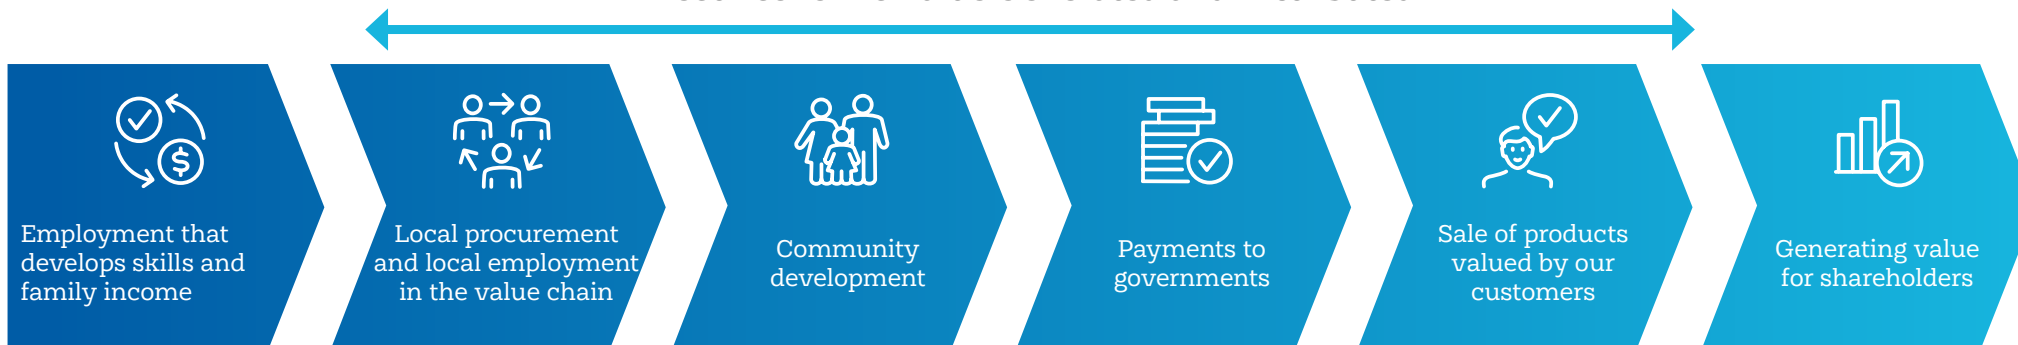 Employment that
develops skills and
family income
Local procurement
and local employment
in the value chain
Community
development
Payments to
governments
Sale of products
valued by our
customers
Generating value
for shareholders